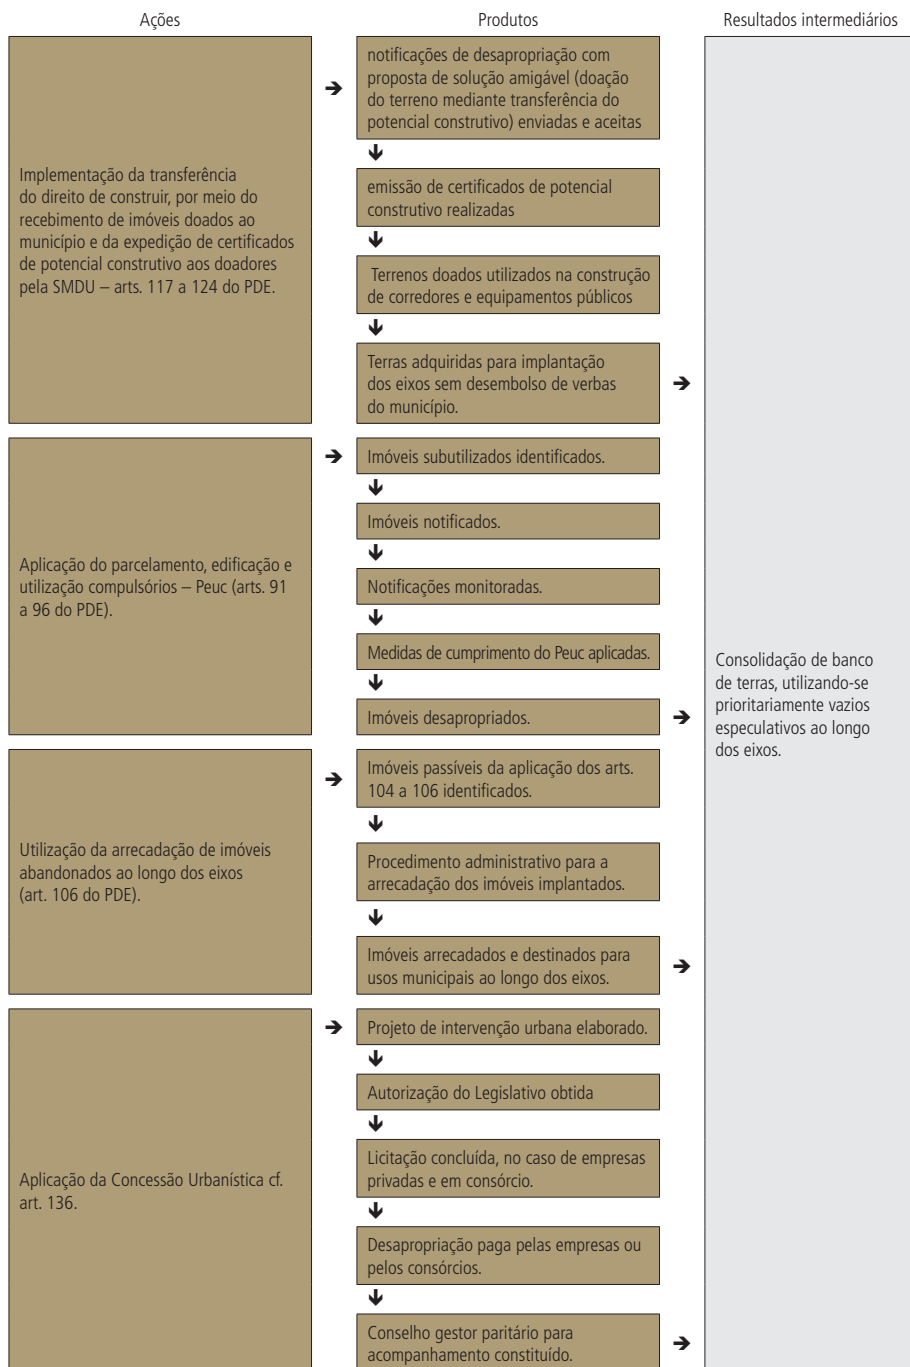 Ações
Produtos
Resultados intermediários
Implementação da transferência
do direito de construir, por meio do
recebimento de imóveis doados ao
município e da expedição de certificados
de potencial construtivo aos doadores
pela SMDU – arts. 117 a 124 do PDE.
notificações de desapropriação com
proposta de solução amigável (doação
do terreno mediante transferência do
potencial construtivo) enviadas e aceitas
emissão de certificados de potencial
construtivo realizadas
Terrenos doados utilizados na construção
de corredores e equipamentos públicos
Terras adquiridas para implantação
dos eixos sem desembolso de verbas
do município.
Aplicação do parcelamento, edificação e
utilização compulsórios – Peuc (arts. 91
a 96 do PDE).
Imóveis subutilizados identificados.
Imóveis notificados.
Notificações monitoradas.
Medidas de cumprimento do Peuc aplicadas.
Imóveis desapropriados.
Utilização da arrecadação de imóveis
abandonados ao longo dos eixos
(art. 106 do PDE).
Imóveis passíveis da aplicação dos arts.
104 a 106 identificados.
Procedimento administrativo para a
arrecadação dos imóveis implantados.
Imóveis arrecadados e destinados para
usos municipais ao longo dos eixos.
Aplicação da Concessão Urbanística cf.
art. 136.
Projeto de intervenção urbana elaborado.
Autorização do Legislativo obtida
Licitação concluída, no caso de empresas
privadas e em consórcio.
Desapropriação paga pelas empresas ou
pelos consórcios.
Conselho gestor paritário para
acompanhamento constituído.
Consolidação de banco
de terras, utilizando-se
prioritariamente vazios
especulativos ao longo
dos eixos.